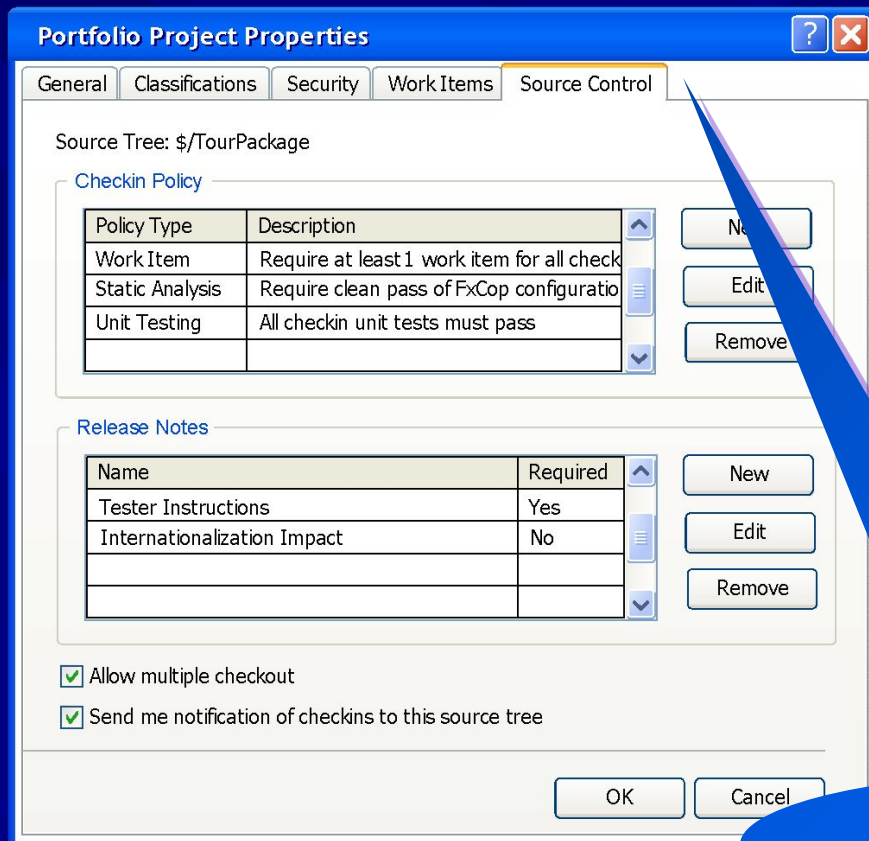 Portfolio Project Properties
General Classifications Security Work Items Source Control
Source Tree: $/TourPackage
Checkin Policy
Policy Type Description
Work Item Require at least1 work item for all check
Static Analysis Require clean pass of FxCop configuratio
Unit Testing All checkin unit tests must pass
Edit
Remove
Release Notes
Name Required
Tester Instructions Yes
Internationalization Impact No
New
Edit
Remove
Allow multiple checkout
Send me notification of checkins to this source tree
OK Cancel